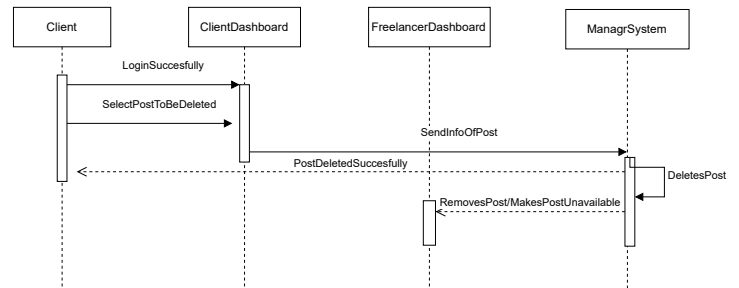 Client
ClientDashboard
FreelancerDashboard
ManagrSystem
LoginSuccesfully
SelectPostToBeDeleted
SendInfoOfPost
PostDeletedSuccesfully
DeletesPost
RemovesPost/MakesPostUnavailable